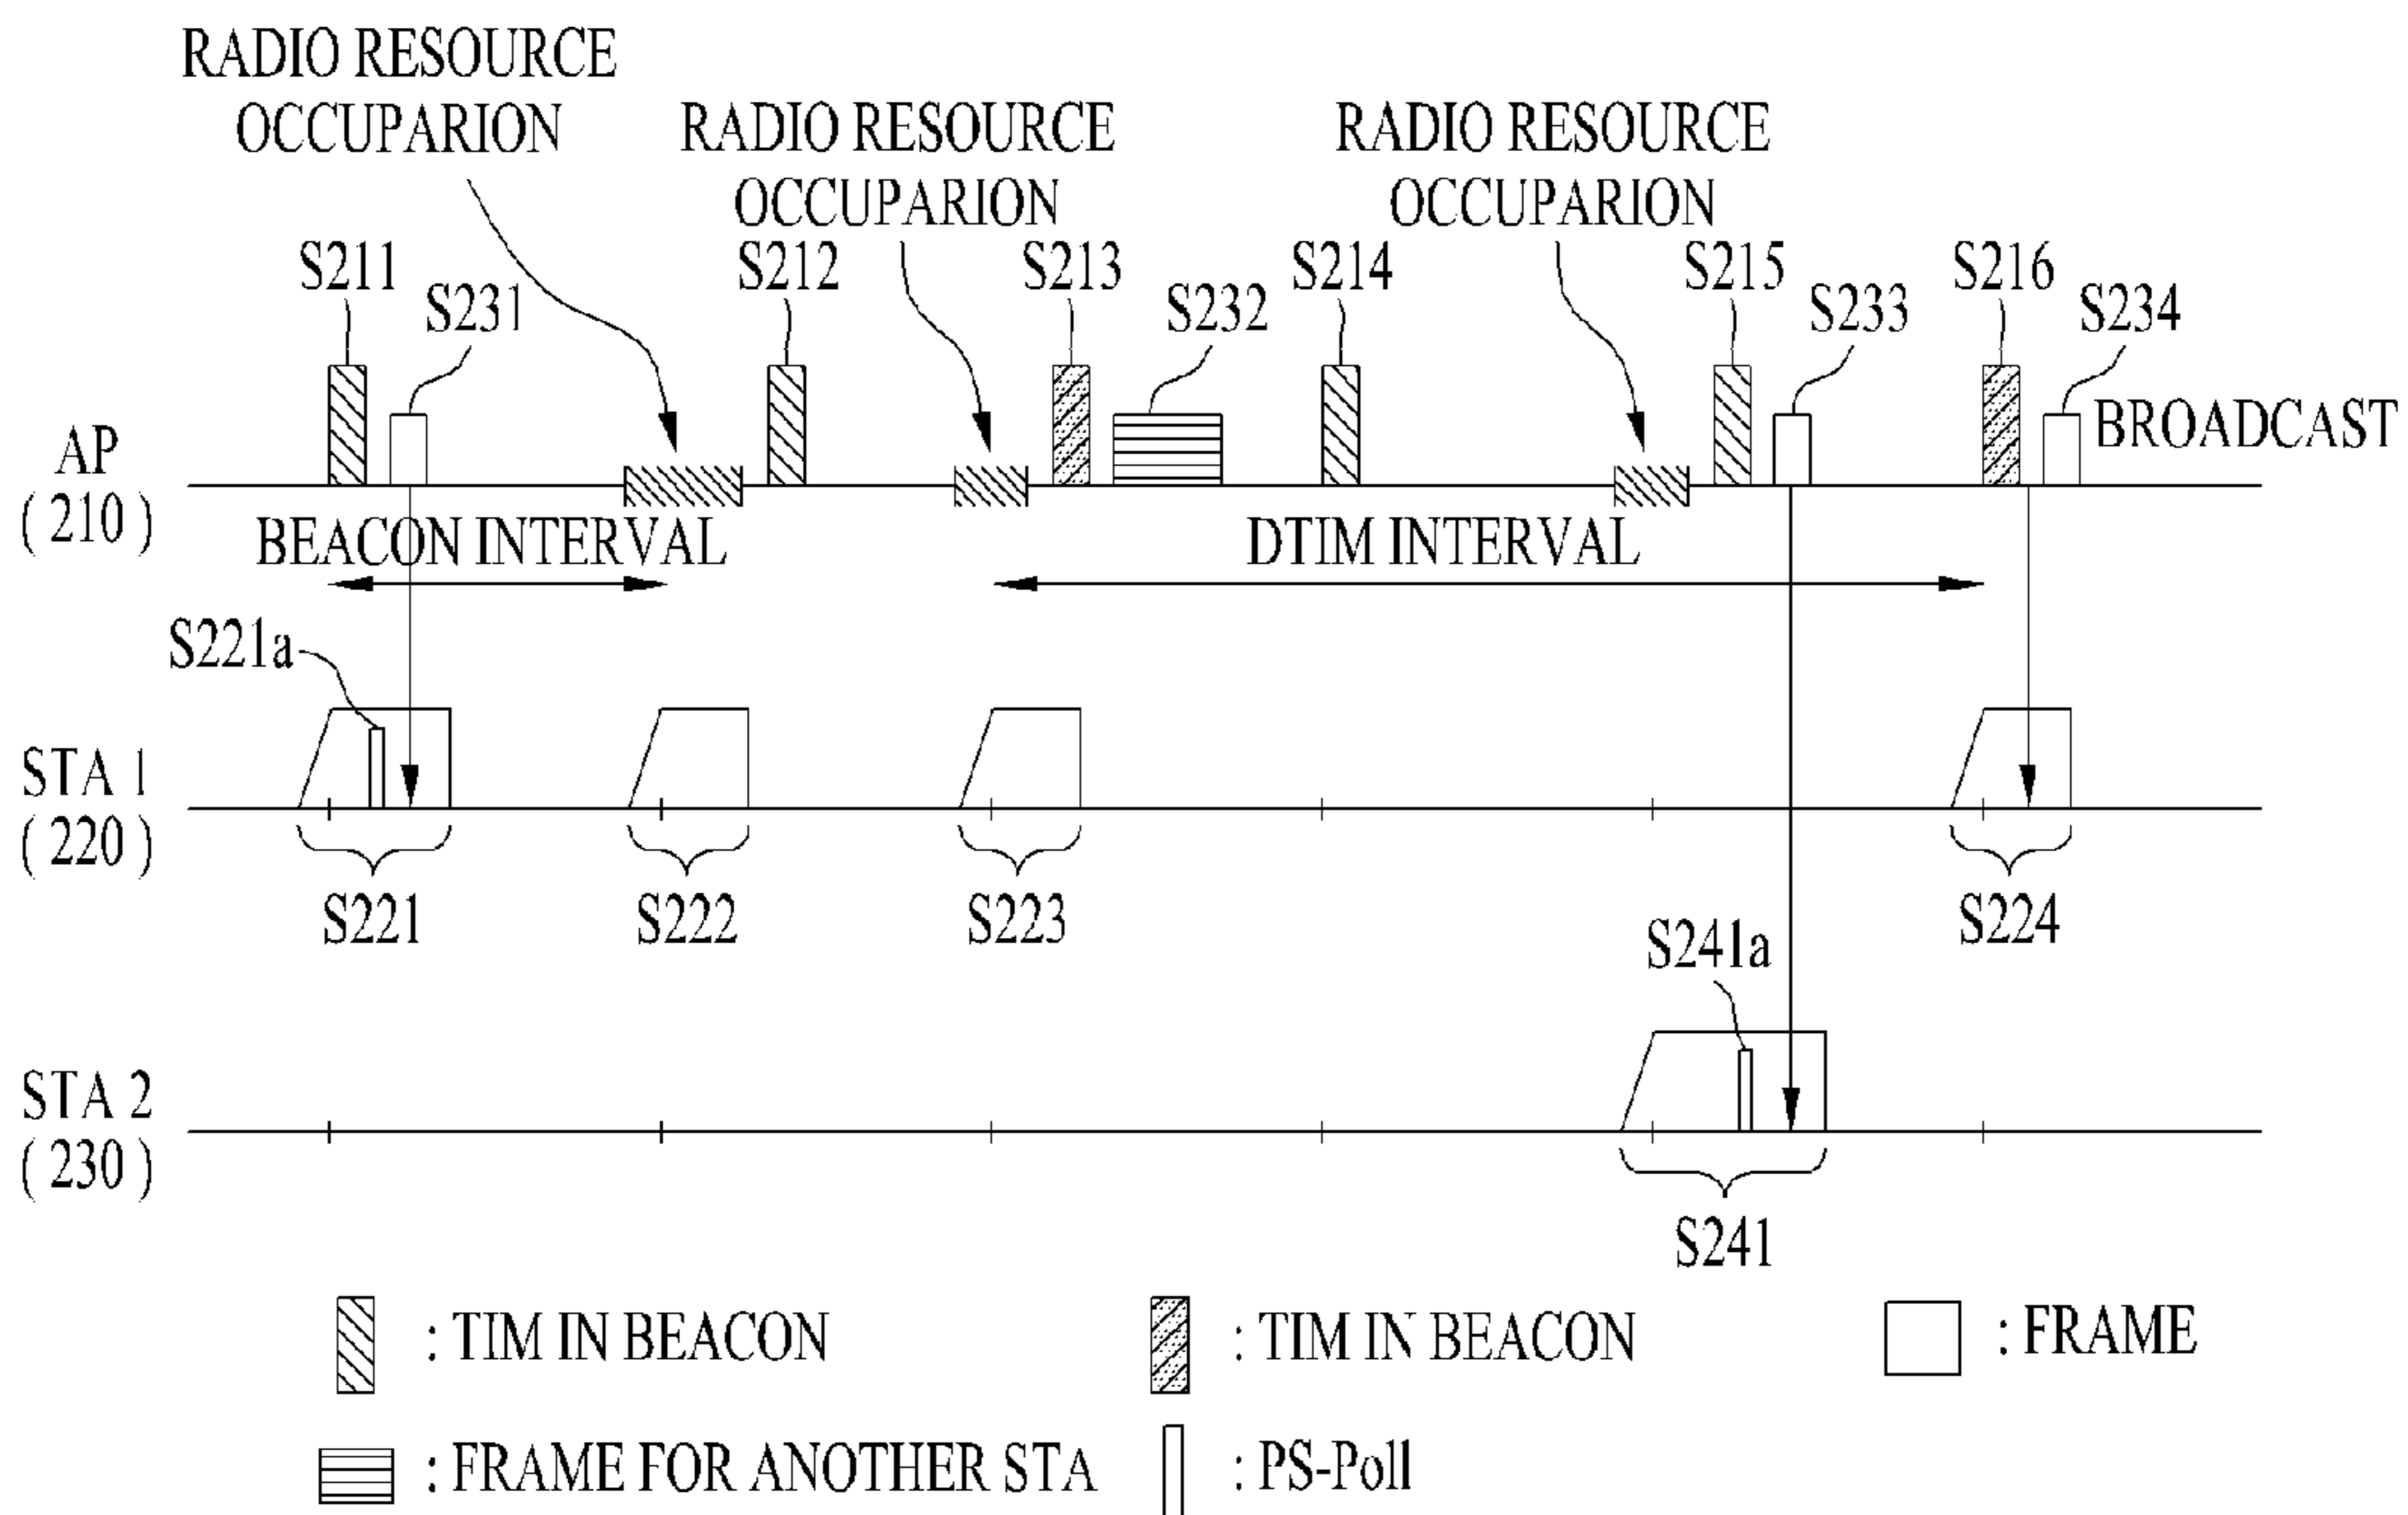 RADIO RESOURCE
OCCUPARION
RADIO RESOURCE
OCCUPARION
RADIO RESOURCE
OCCUPARION
S211
S231
S212
S213
S232
S214
S215
S233
S216
S234
BROADCAST
AP
( 210 )
BEACON INTERVAL
DTIM INTERVAL
S221a
STA 1
( 220 )
S221
S222
S223
S224
S241a
STA 2
( 230 )
S241
: TIM IN BEACON
: TIM IN BEACON
: FRAME
: FRAME FOR ANOTHER STA
: PS-Poll